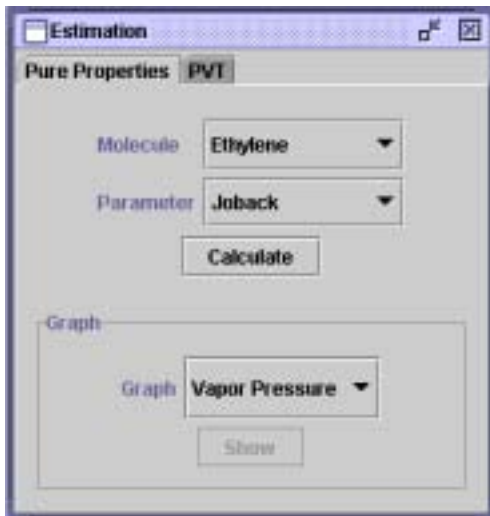 Estimation
Pure Properties PVT
Molecule Ethylene
Parameter Joback
Calculate
Graph
Graph Vapor Pressure
Show